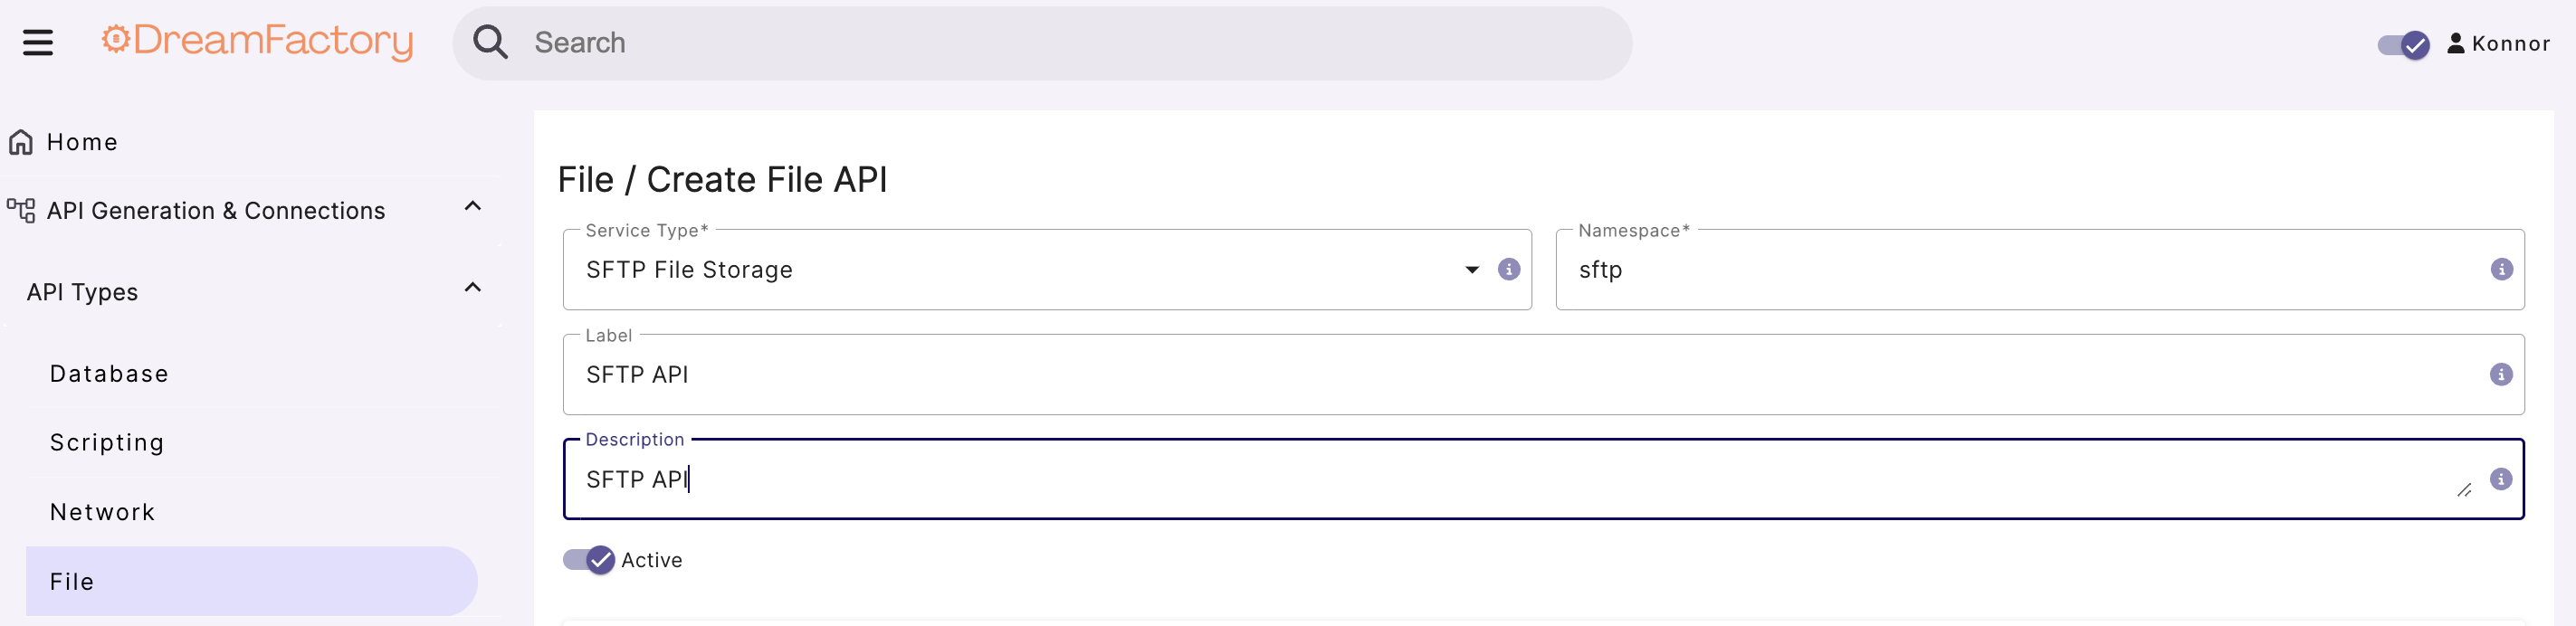 DreamFactory
Search
Konnor
Home
API Generation & Connections
API Types
Database
Scripting
Network
File
File / Create File API
Service Type*
SFTP File Storage
Namespace*
sftp
Label
SFTP API
Description
SFTP API
Active